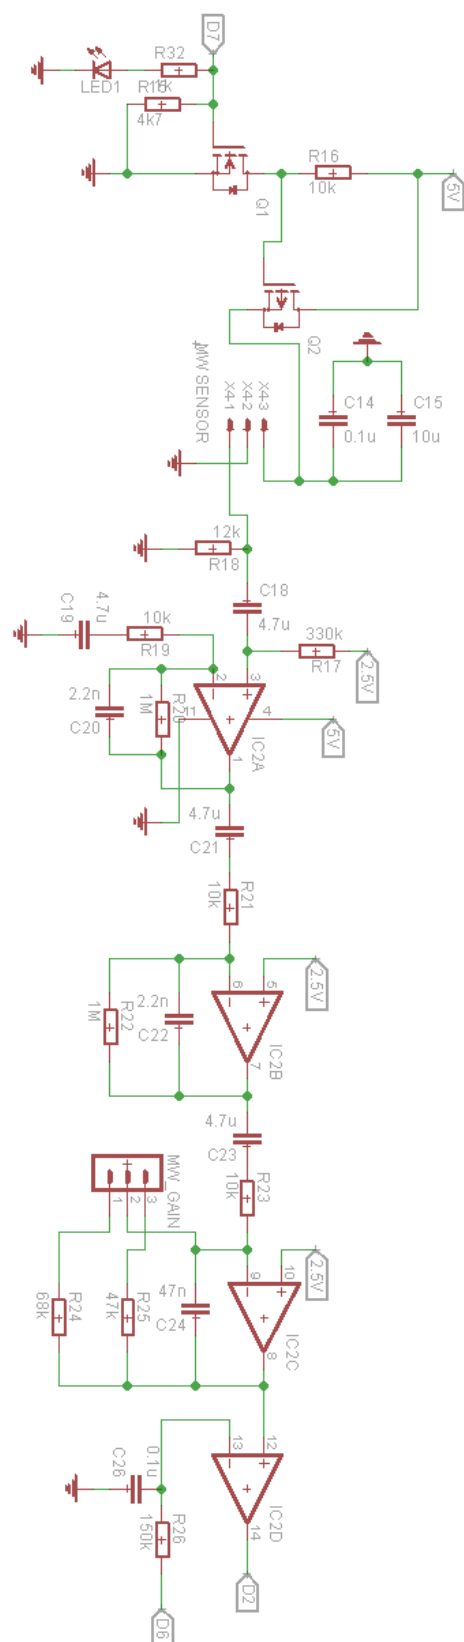 D7
R32
1k
LED1
R15
4k7
R16
10k
5V
Q1
Q2
MW SENSOR
X4-1
X4-2
X4-3
C14
0.1u
C15
10u
12k
R18
C18
4.7u
C19
4.7u
10k
R19
330k
R17
2.5V
2
3
2.2n
C20
R20
1M
11
4
5V
IC2A
1
4.7u
C21
R21
10k
2.5V
6
5
2.2n
C22
R22
1M
IC2B
7
4.7u
C23
R23
10k
MW_GAIN
1
2
3
2.5V
9
10
47n
C24
R24
68k
R25
47k
IC2C
8
13
12
0.1u
C26
R26
150k
IC2D
14
D2
D6